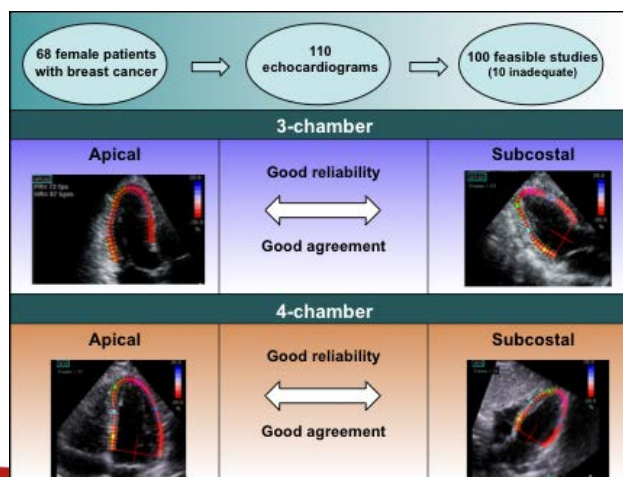 68 female patients
with breast cancer
110
echocardiograms
100 feasible studies
(10 inadequate)
3-chamber
Apical
Good reliability
Good agreement
Subcostal
4-chamber
Apical
Good reliability
Good agreement
Subcostal